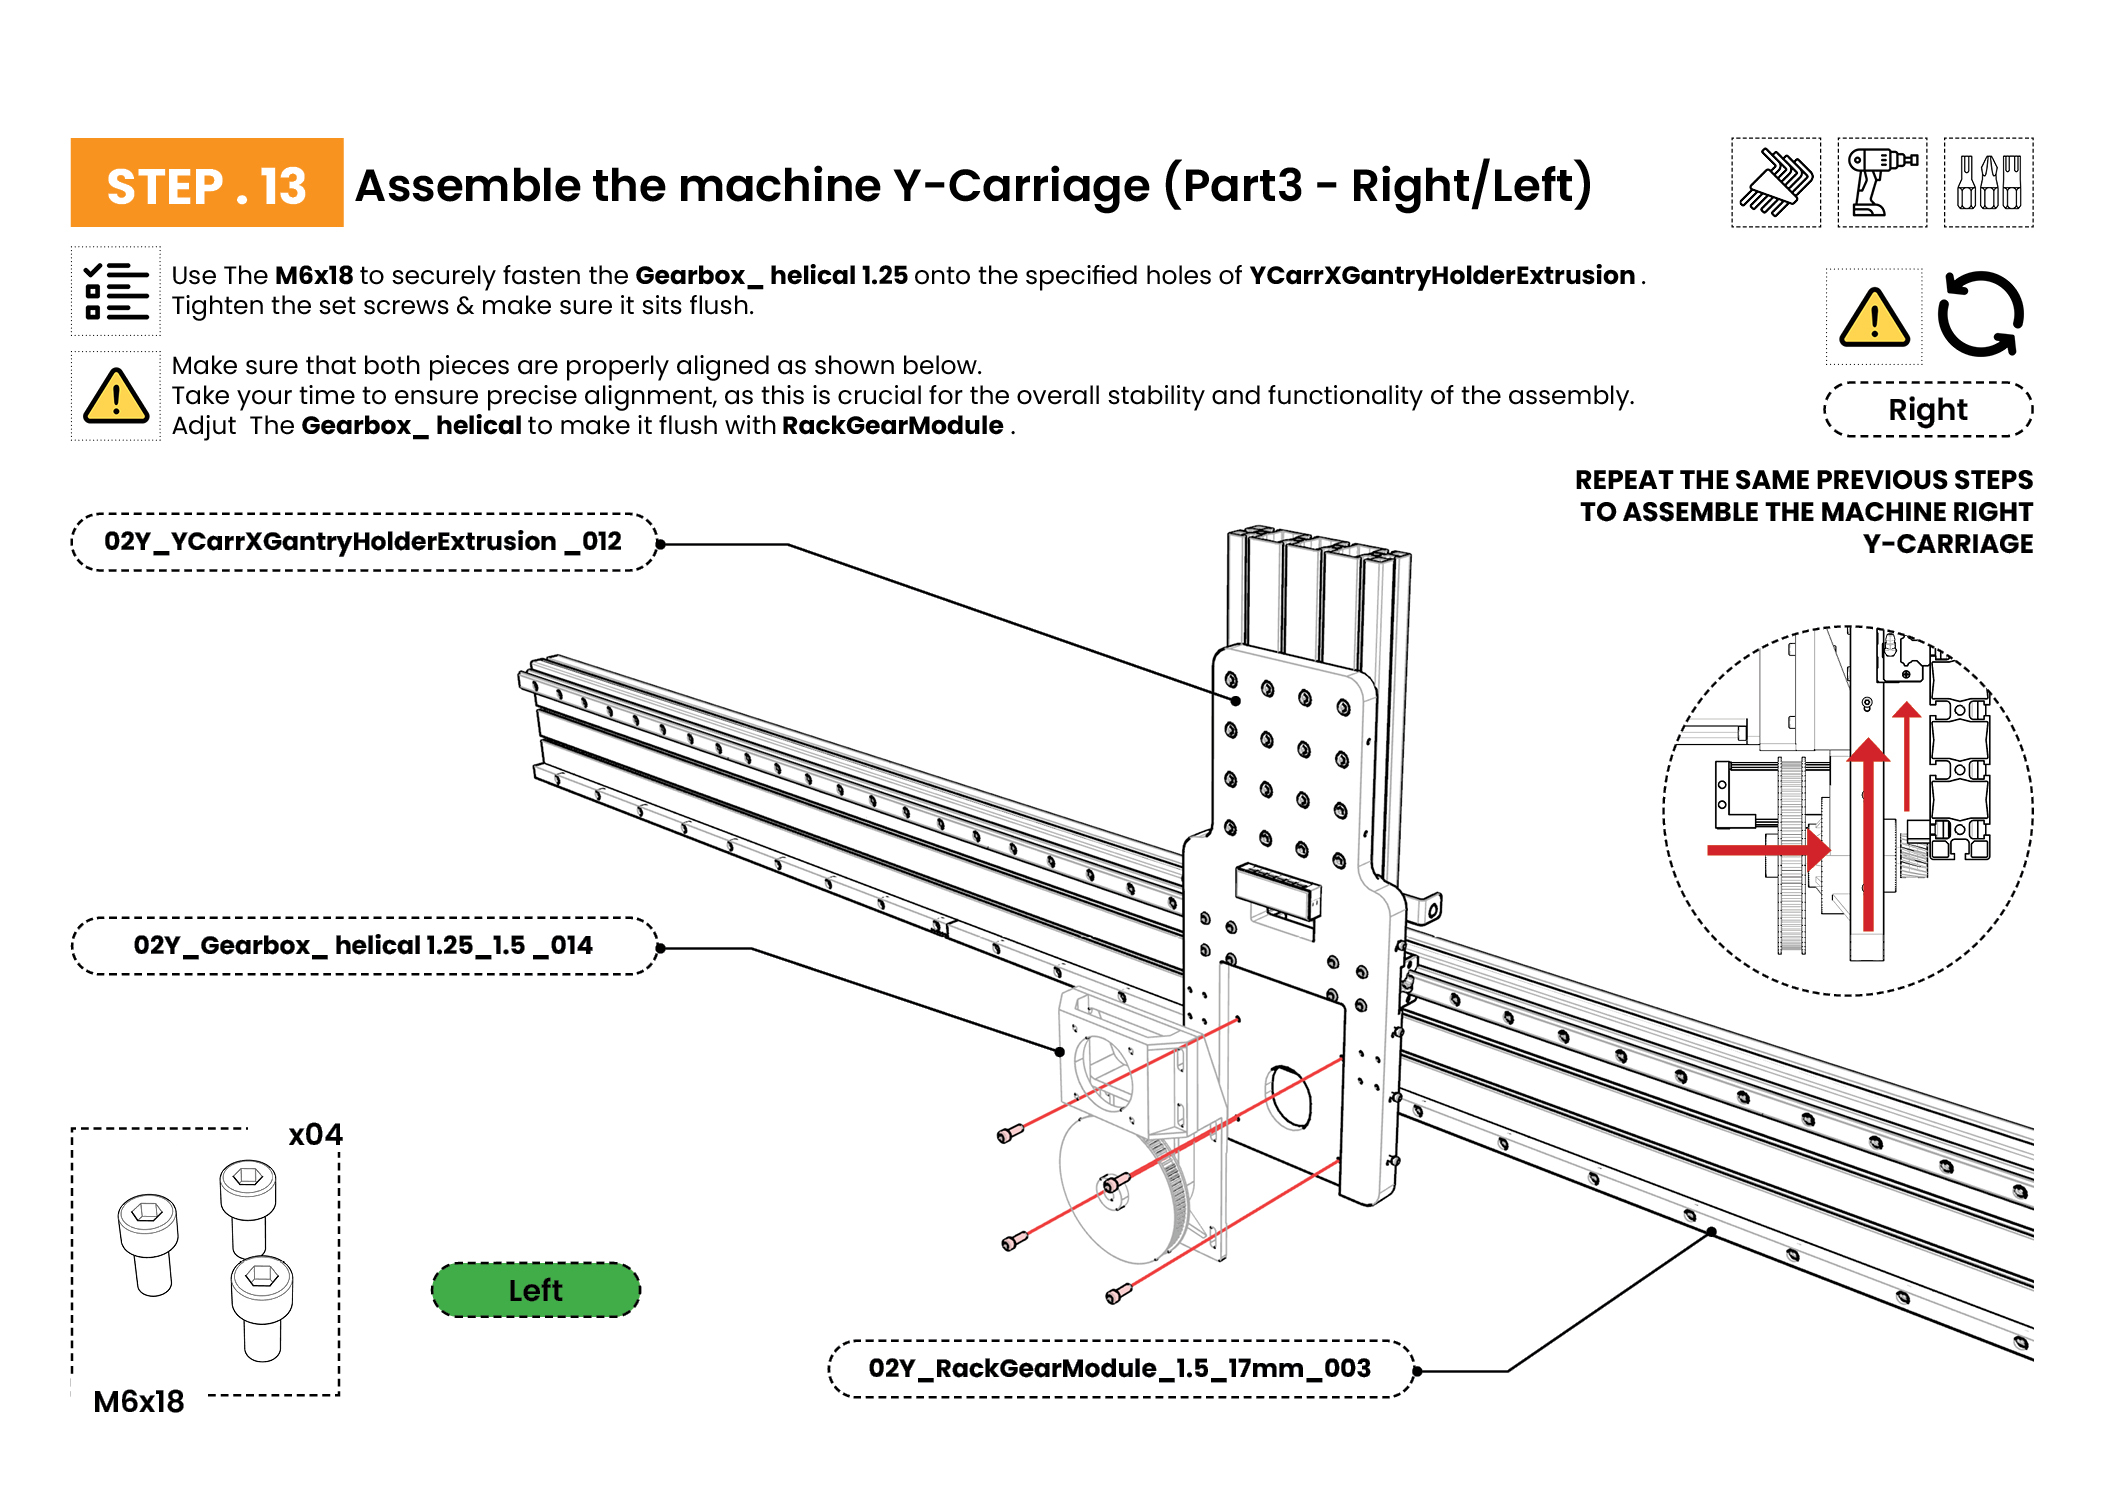 STEP . 13
Assemble the machine Y-Carriage (Part3 - Right/Left)
Use The M6x18 to securely fasten the Gearbox_ helical 1.25 onto the specified holes of YCarrXGantryHolderExtrusion .
Tighten the set screws & make sure it sits flush.
Make sure that both pieces are properly aligned as shown below.
Take your time to ensure precise alignment, as this is crucial for the overall stability and functionality of the assembly.
Adjut The Gearbox_ helical to make it flush with RackGearModule .
Right
REPEAT THE SAME PREVIOUS STEPS
TO ASSEMBLE THE MACHINE RIGHT
Y-CARRIAGE
02Y_YCarrXGantryHolderExtrusion _012
02Y_Gearbox_ helical 1.25_1.5 _014
x04
M6x18
Left
02Y_RackGearModule_1.5_17mm_003